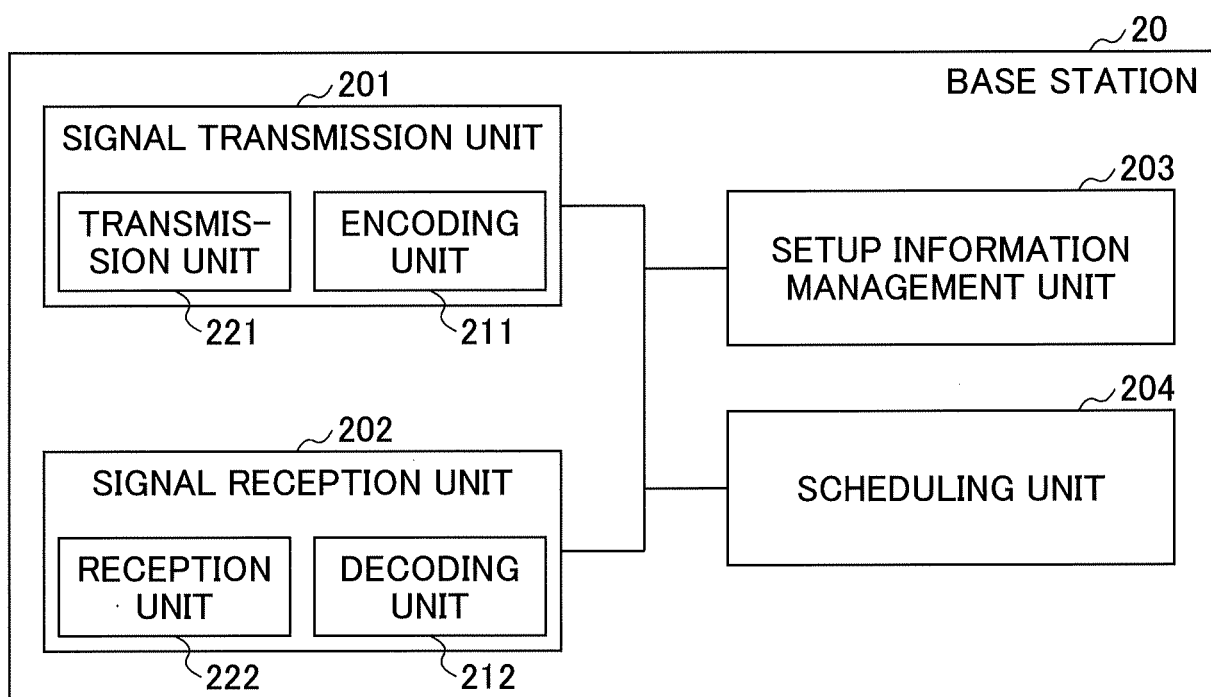 20
BASE STATION
201
SIGNAL TRANSMISSION UNIT
TRANSMIS-
SION UNIT
221
ENCODING
UNIT
211
203
SETUP INFORMATION
MANAGEMENT UNIT
202
SIGNAL RECEPTION UNIT
RECEPTION
UNIT
222
DECODING
UNIT
212
204
SCHEDULING UNIT